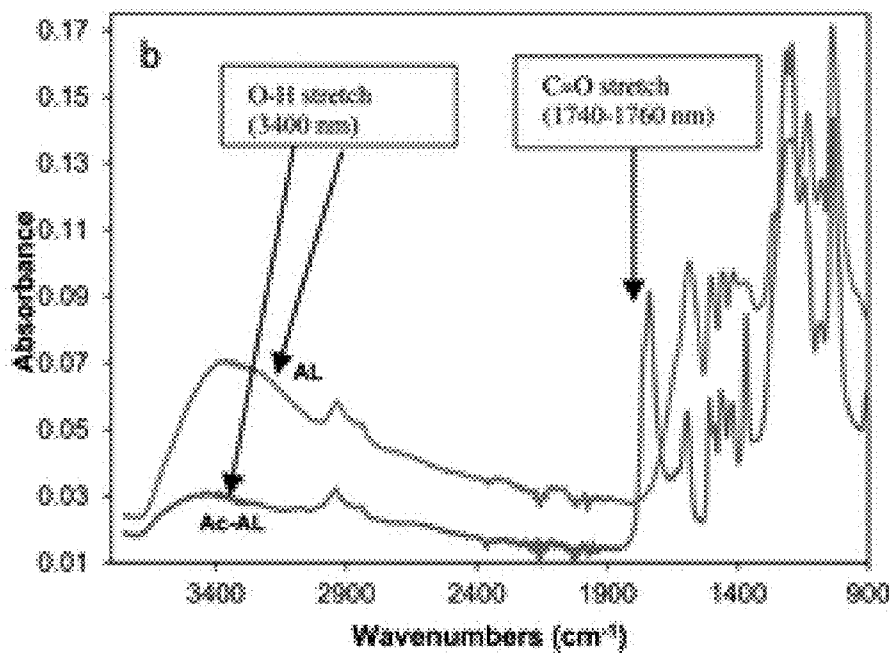 b
O-H stretch
(3400 nm)
C=O stretch
(1740-1760 nm)
Absorbance
0.17
0.15
0.13
0.11
0.09
0.07
0.05
0.03
0.01
AL
Ac-AL
3400 2900 2400 1900 1400 900
Wavenumbers (cm⁻¹)